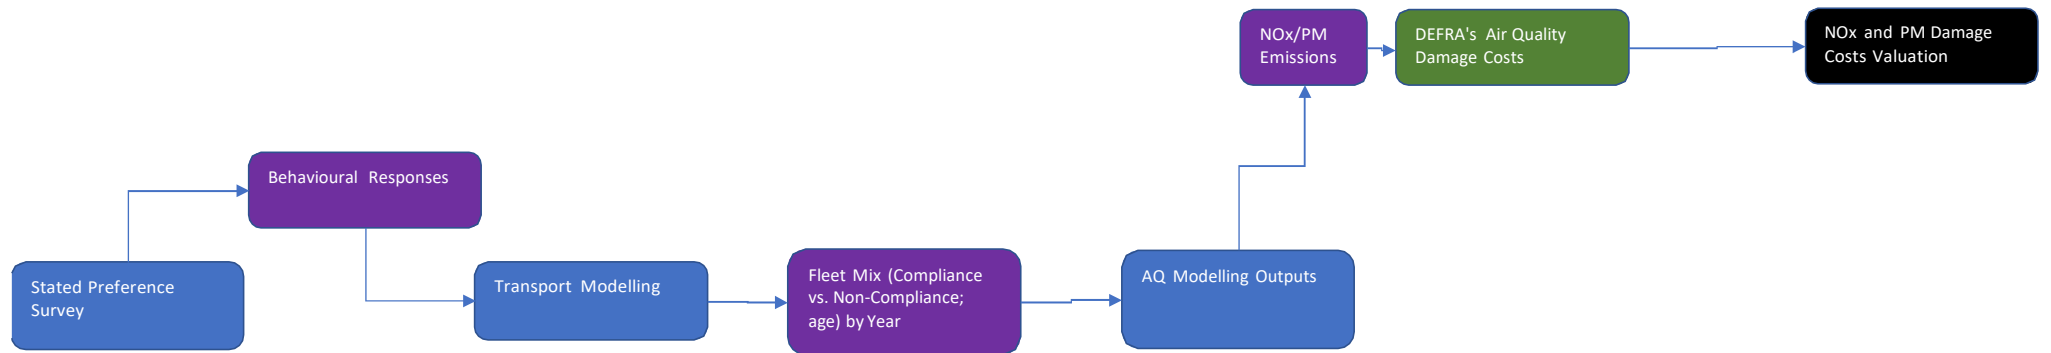 Stated Preference
Survey
Behavioural Responses
Transport Modelling
Fleet Mix (Compliance
vs. Non-Compliance;
age) by Year
AQ Modelling Outputs
NOx/PM
Emissions
DEFRA's Air Quality
Damage Costs
NOx and PM Damage
Costs Valuation